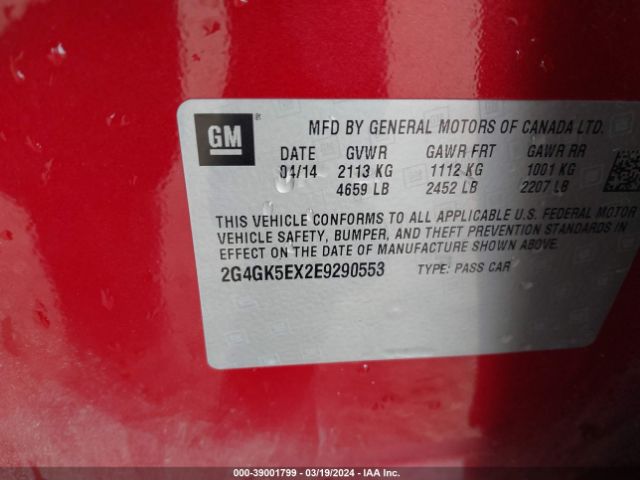 GM ®
MFD BY GENERAL MOTORS OF CANADA LTD.
DATE GVWR GAWR FRT GAWR RR
04/14 2113 KG 1112 KG 1001 KG
4659 LB 2452 LB 2207 LB
THIS VEHICLE CONFORMS TO ALL APPLICABLE U.S. FEDERAL MOTOR
VEHICLE SAFETY, BUMPER, AND THEFT PREVENTION STANDARDS IN
EFFECT ON THE DATE OF MANUFACTURE SHOWN ABOVE.
2G4GK5EX2E9290553 TYPE: PASS CAR
000-39001799 - 03/19/2024 - IAA Inc.